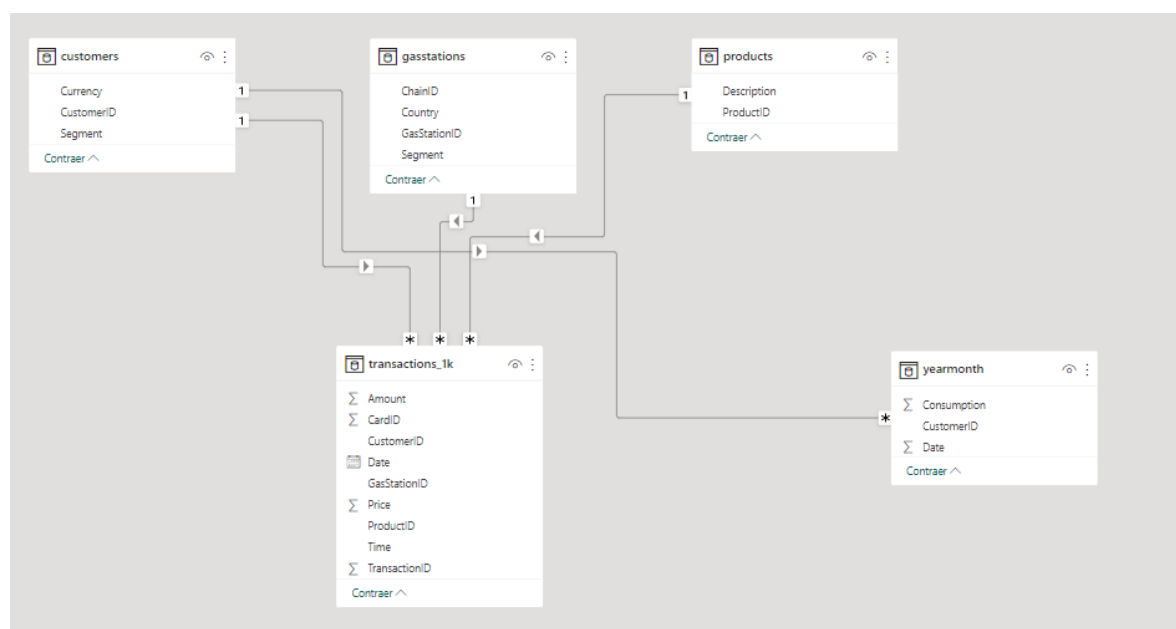 customers
Currency
CustomerID
Segment
Contraer
gasstations
ChainID
Country
GasStationID
Segment
Contraer
products
Description
ProductID
Contraer
1
1
1
1
*
*
*
*
transactions_1k
Amount
CardID
CustomerID
Date
GasStationID
Price
ProductID
Time
TransactionID
Contraer
yearmonth
Consumption
CustomerID
Date
Contraer